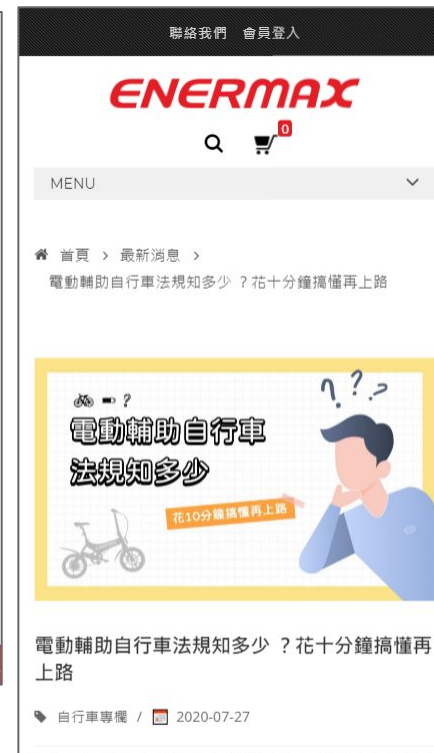 聯絡我們 會員登入
ENERMAX
0
MENU
首頁 > 最新消息 >
電動輔助自行車法規知多少 ？花十分鐘搞懂再上路
?
? ? ?
電動輔助自行車
法規知多少
花10分鐘搞懂再上路
電動輔助自行車法規知多少 ？花十分鐘搞懂再
上路
自行車專欄 / 2020-07-27